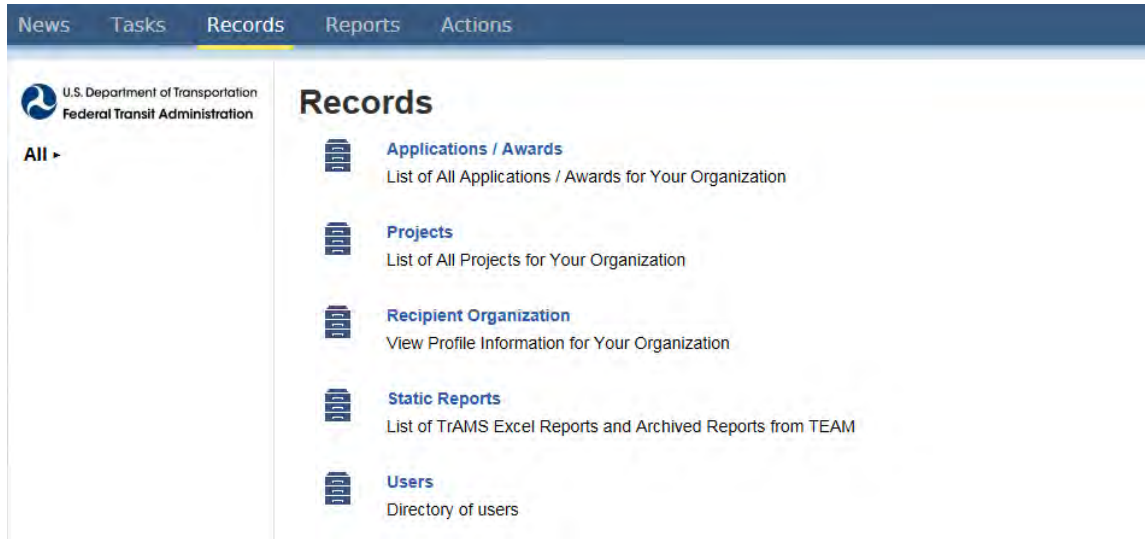 News Tasks Records Reports Actions
U.S. Department of Transportation
Federal Transit Administration
All ▸
Records
Applications / Awards
List of All Applications / Awards for Your Organization
Projects
List of All Projects for Your Organization
Recipient Organization
View Profile Information for Your Organization
Static Reports
List of TrAMS Excel Reports and Archived Reports from TEAM
Users
Directory of users